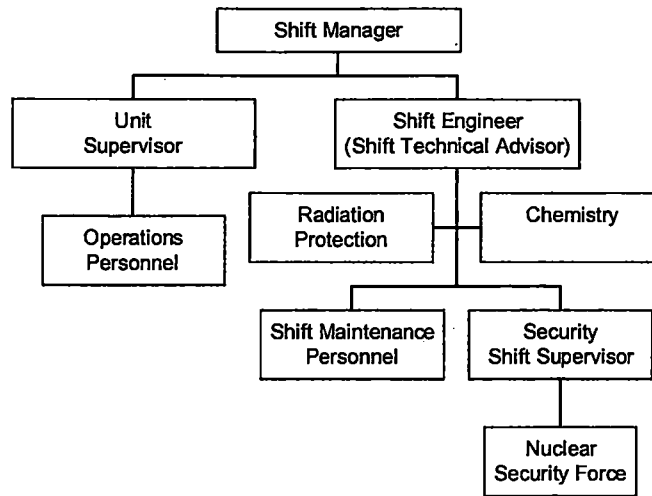 Shift Manager
Unit
Supervisor
Shift Engineer
(Shift Technical Advisor)
Operations
Personnel
Radiation
Protection
Chemistry
Shift Maintenance
Personnel
Security
Shift Supervisor
Nuclear
Security Force